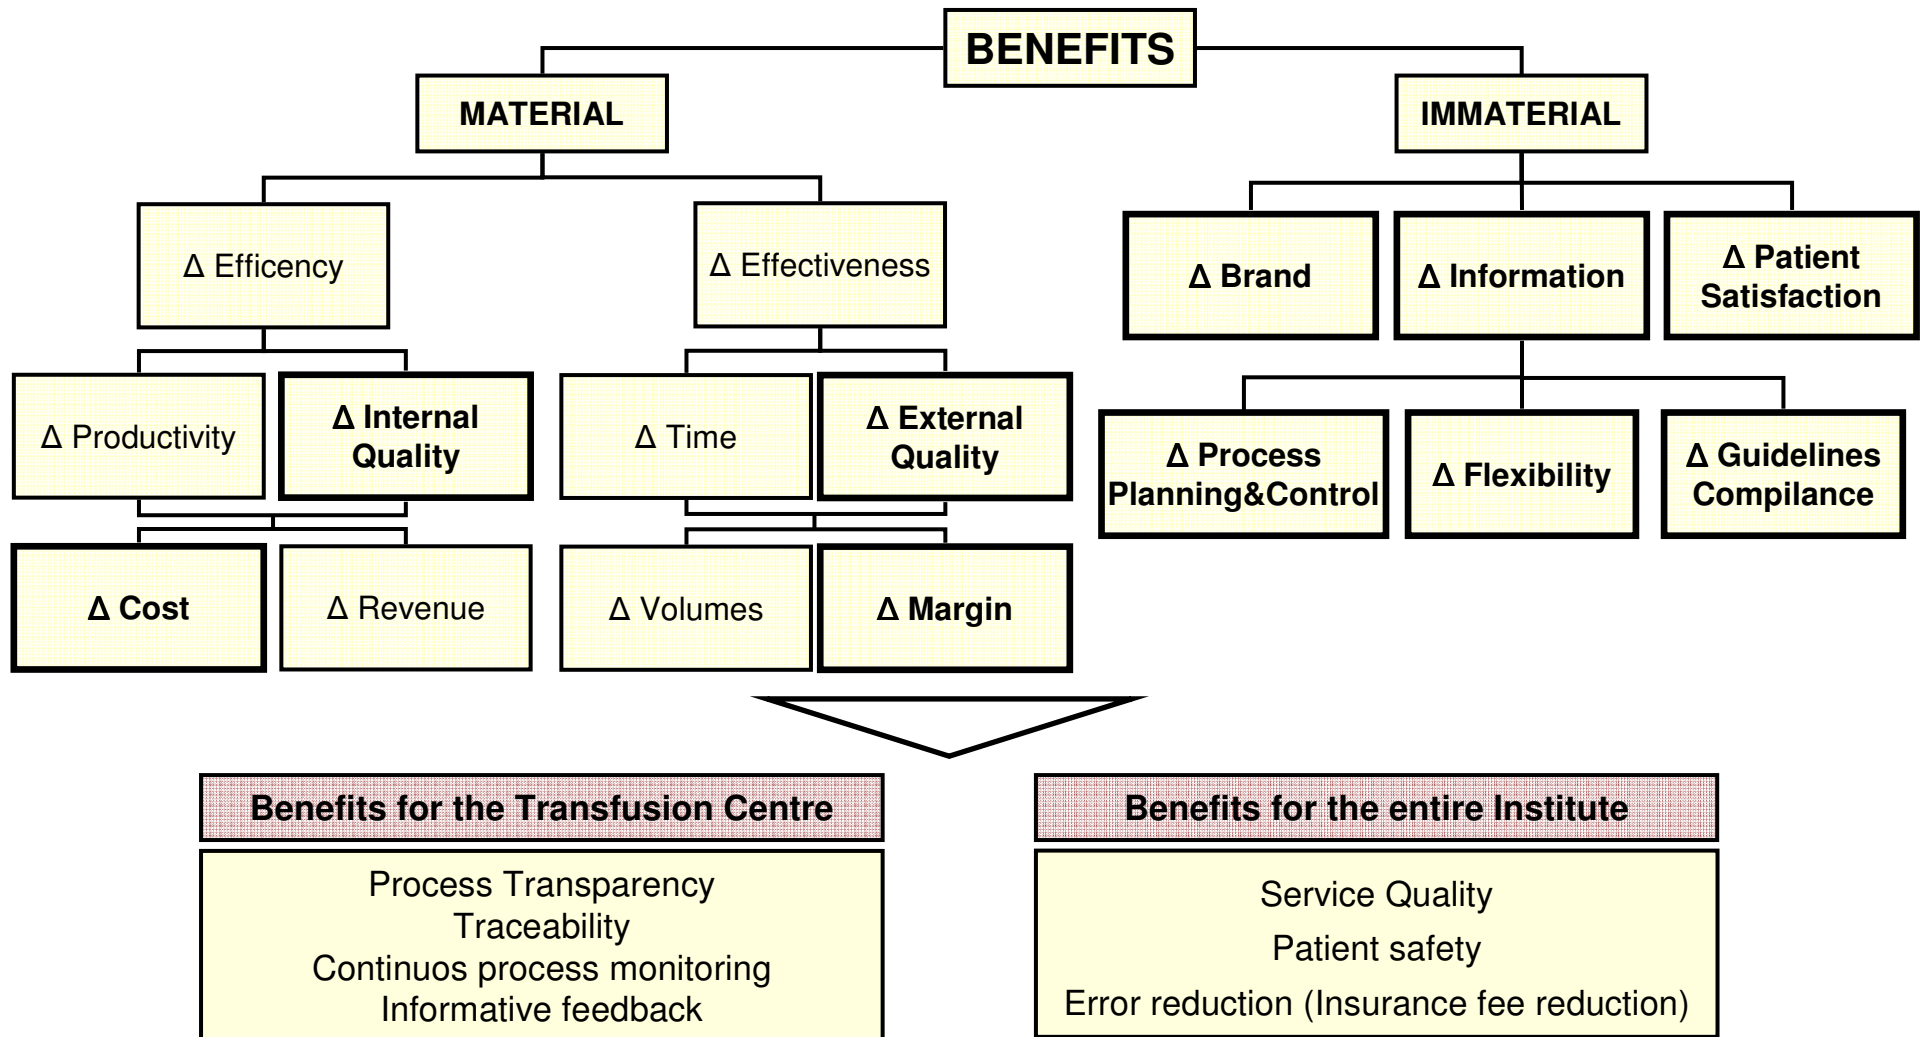 BENEFITS
MATERIAL
IMMATERIAL
Δ Efficency
Δ Effectiveness
Δ Brand
Δ Information
Δ Patient
Satisfaction
Δ Productivity
Δ Internal
Quality
Δ Time
Δ External
Quality
Δ Process
Planning&Control
Δ Flexibility
Δ Guidelines
Compilance
Δ Cost
Δ Revenue
Δ Volumes
Δ Margin
Benefits for the Transfusion Centre
Process Transparency
Traceability
Continuos process monitoring
Informative feedback
Benefits for the entire Institute
Service Quality
Patient safety
Error reduction (Insurance fee reduction)